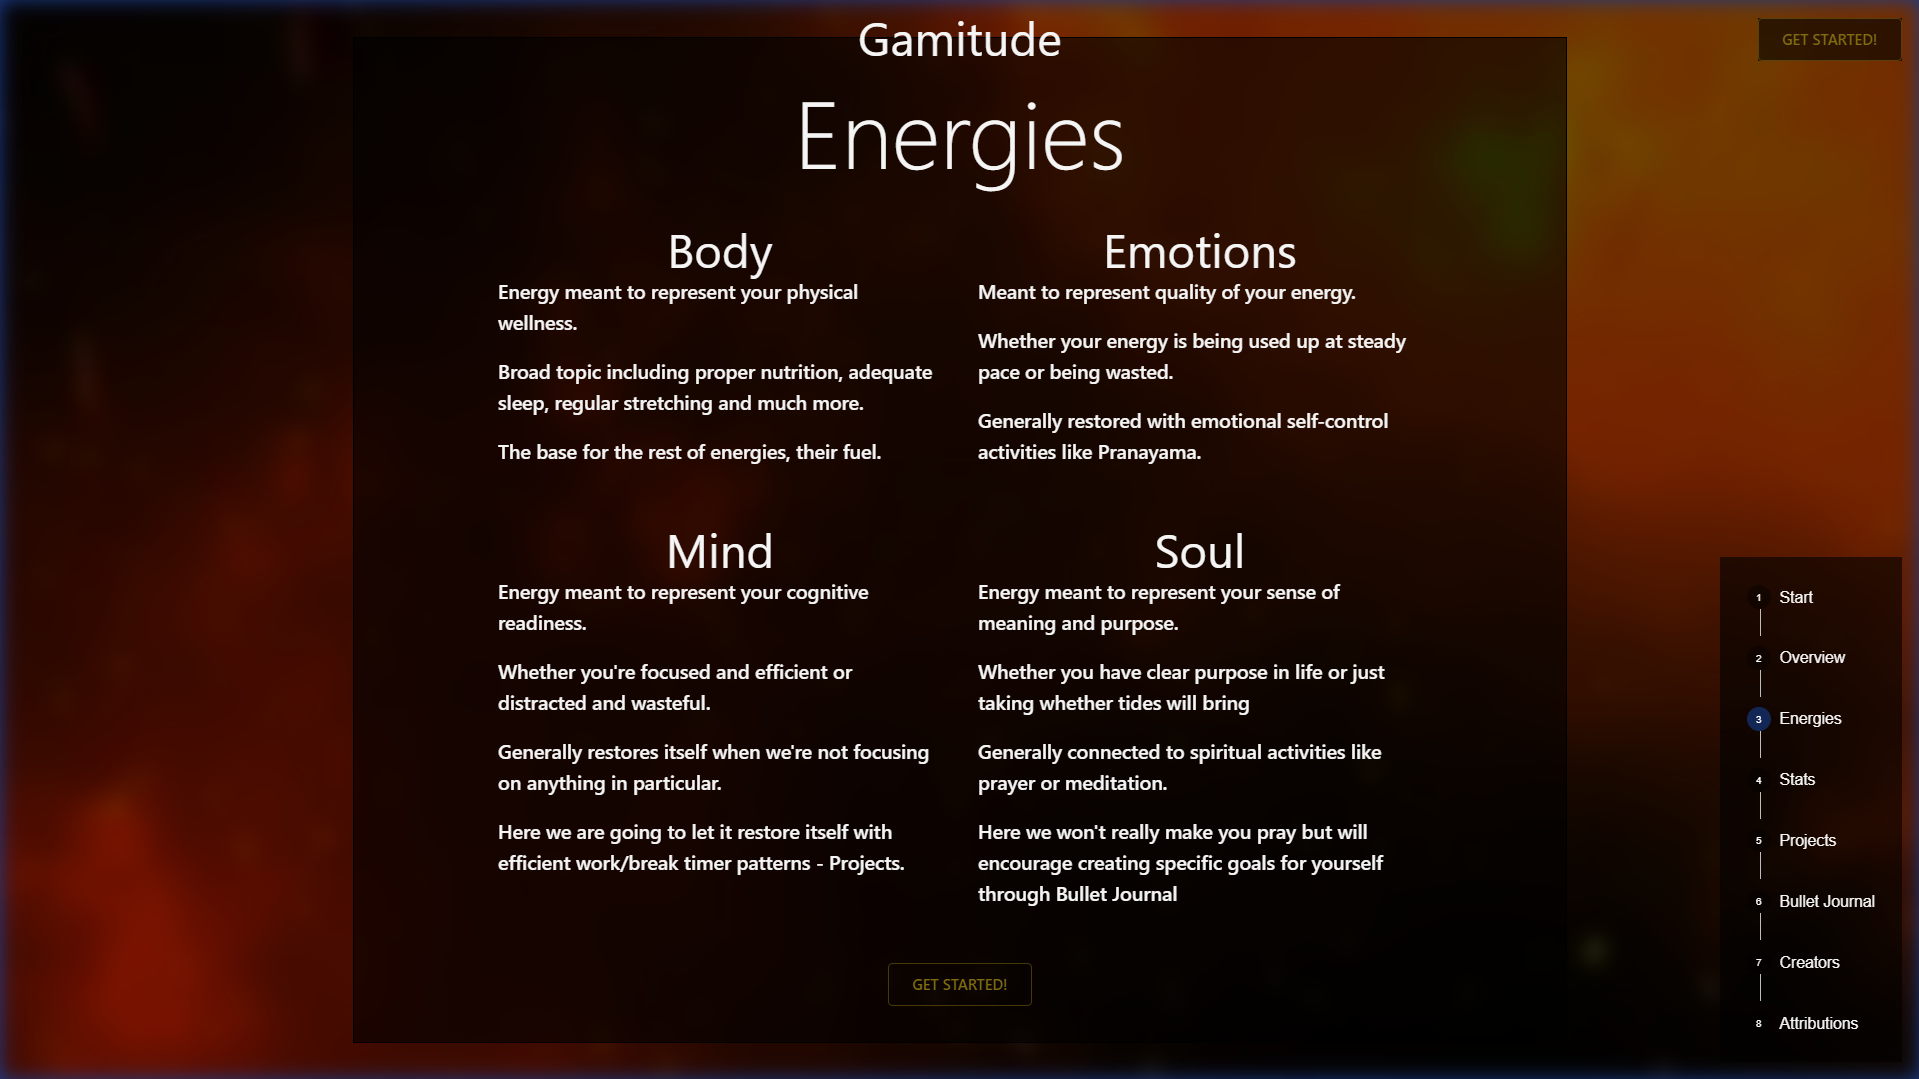 Gamitude
GET STARTED!
Energies
Body
Energy meant to represent your physical
wellness.
Broad topic including proper nutrition, adequate
sleep, regular stretching and much more.
The base for the rest of energies, their fuel.
Emotions
Meant to represent quality of your energy.
Whether your energy is being used up at steady
pace or being wasted.
Generally restored with emotional self-control
activities like Pranayama.
Mind
Energy meant to represent your cognitive
readiness.
Whether you're focused and efficient or
distracted and wasteful.
Generally restores itself when we're not focusing
on anything in particular.
Here we are going to let it restore itself with
efficient work/break timer patterns - Projects.
Soul
Energy meant to represent your sense of
meaning and purpose.
Whether you have clear purpose in life or just
taking whether tides will bring
Generally connected to spiritual activities like
prayer or meditation.
Here we won't really make you pray but will
encourage creating specific goals for yourself
through Bullet Journal
GET STARTED!
1 Start
2 Overview
3 Energies
4 Stats
5 Projects
6 Bullet Journal
7 Creators
8 Attributions